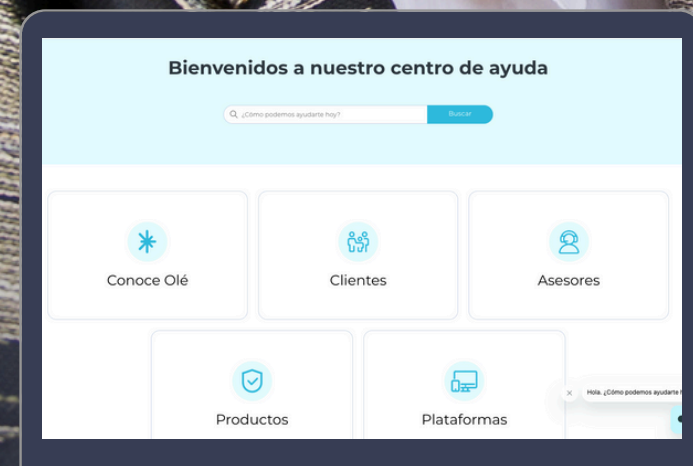 Bienvenidos a nuestro centro de ayuda
¿Cómo podemos ayudarte hoy?
Buscar
Conoce Olé
Clientes
Asesores
Productos
Plataformas
Hola. ¿Cómo podemos ayudarte